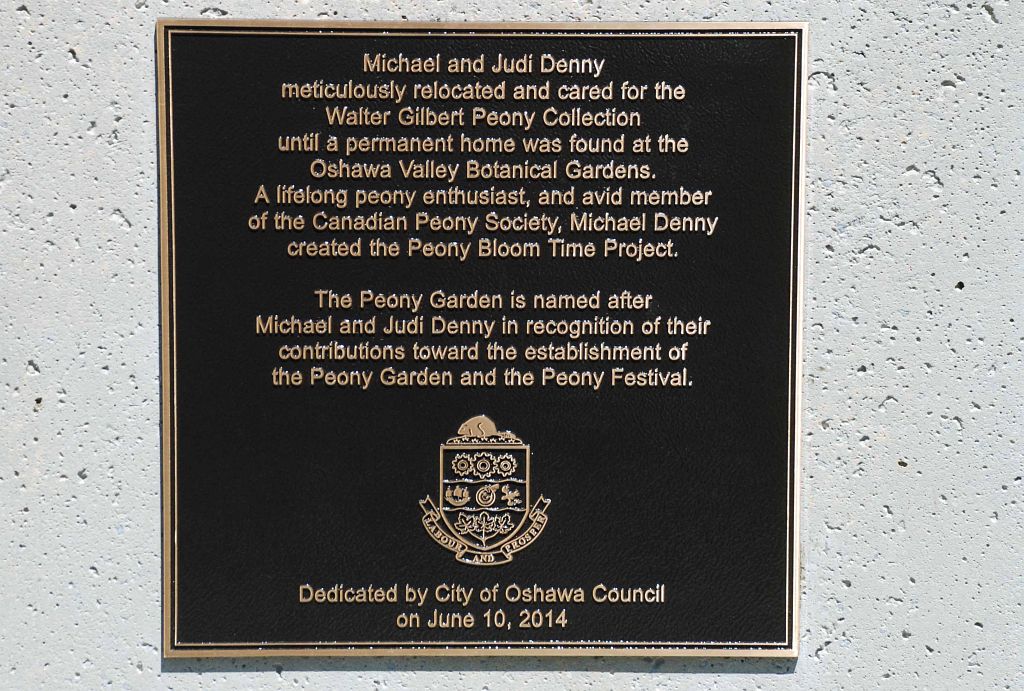 Michael and Judi Denny
meticulously relocated and cared for the
Walter Gilbert Peony Collection
until a permanent home was found at the
Oshawa Valley Botanical Gardens.
A lifelong peony enthusiast, and avid member
of the Canadian Peony Society, Michael Denny
created the Peony Bloom Time Project.
The Peony Garden is named after
Michael and Judi Denny in recognition of their
contributions toward the establishment of
the Peony Garden and the Peony Festival.
LABOUR AND PROSPER
Dedicated by City of Oshawa Council
on June 10, 2014